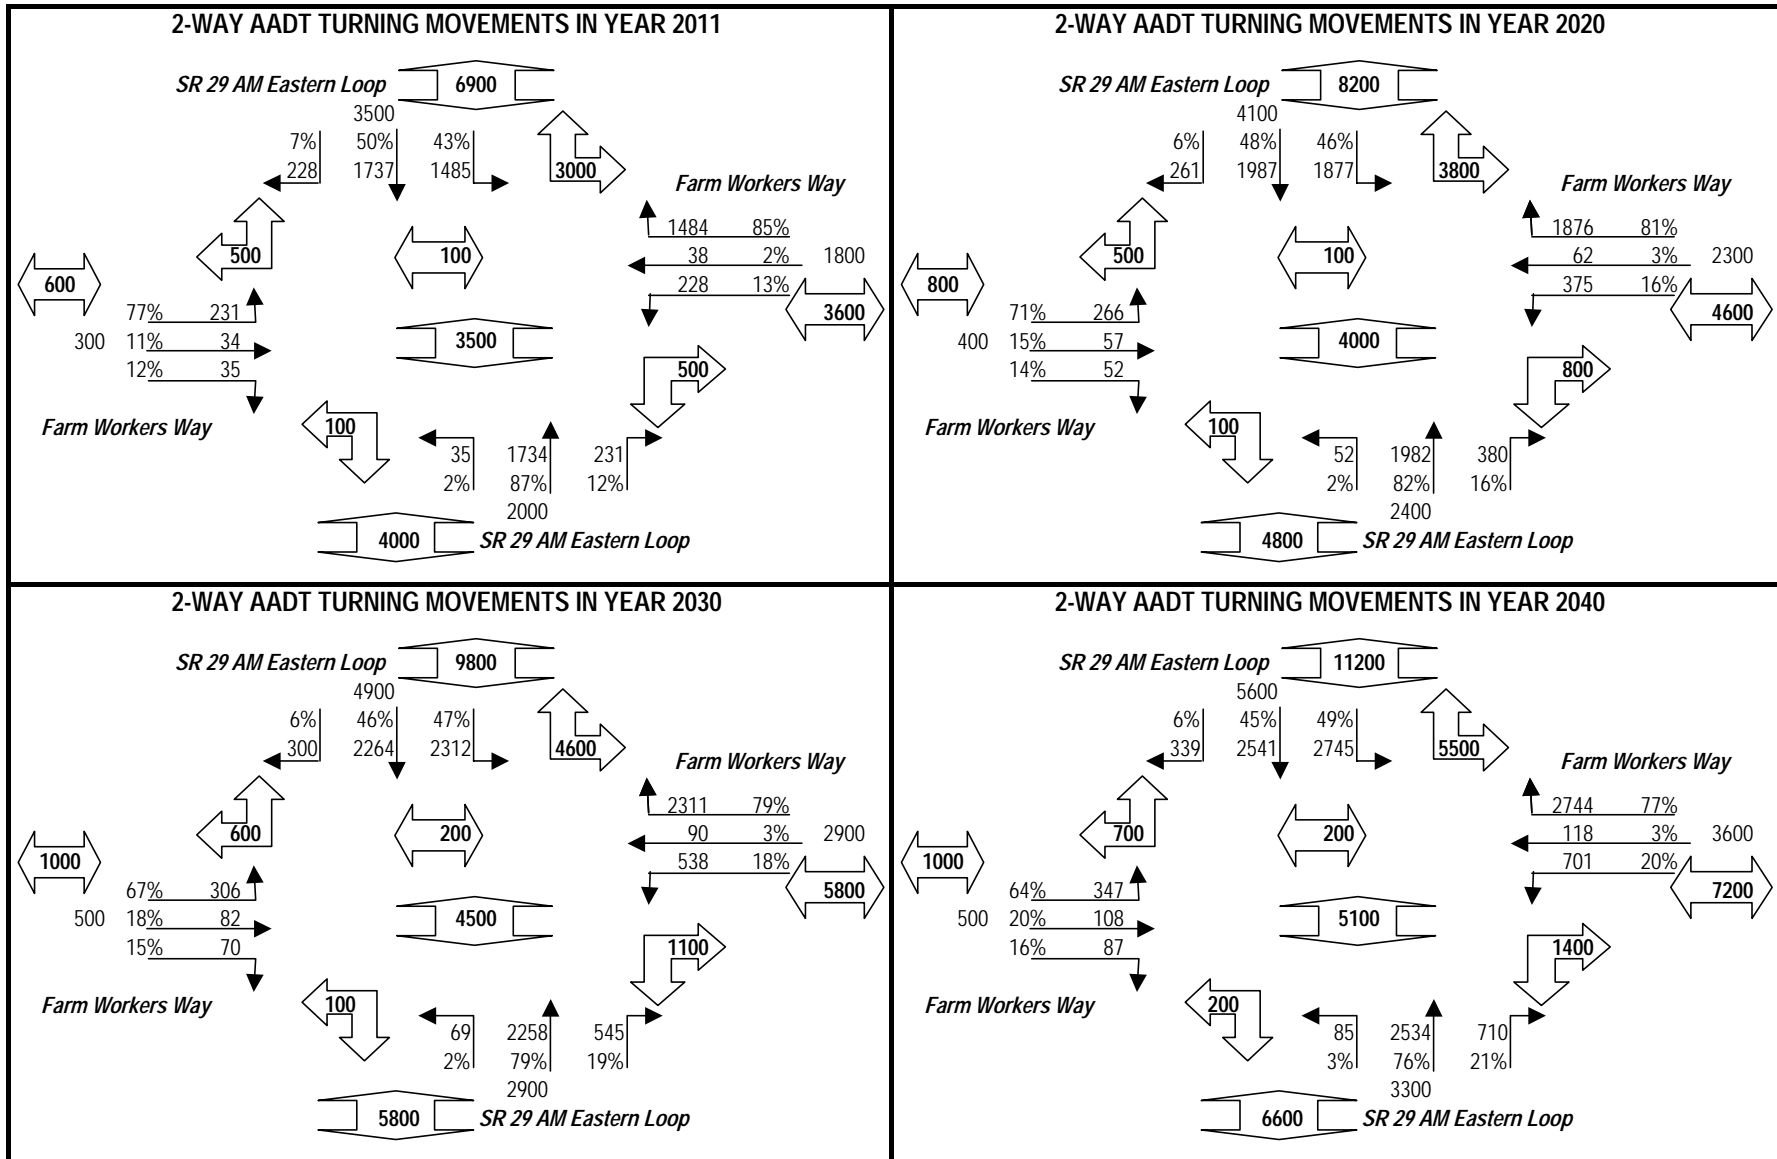 2-WAY AADT TURNING MOVEMENTS IN YEAR 2011
SR 29 AM Eastern Loop 6900
3500
7% 50% 43%
228 1737 1485 3000
Farm Workers Way
1484 85%
500 100 38 2% 1800
600 228 13%
3600
77% 231
300 11% 34 3500
12% 35 500
Farm Workers Way 100
35 1734 231
2% 87% 12%
2000
4000 SR 29 AM Eastern Loop
2-WAY AADT TURNING MOVEMENTS IN YEAR 2020
SR 29 AM Eastern Loop 8200
4100
6% 48% 46%
261 1987 1877 3800
Farm Workers Way
1876 81%
500 100 62 3% 2300
800 375 16%
4600
71% 266
400 15% 57 4000
14% 52 800
Farm Workers Way 100
52 1982 380
2% 82% 16%
2400
4800 SR 29 AM Eastern Loop
2-WAY AADT TURNING MOVEMENTS IN YEAR 2030
SR 29 AM Eastern Loop 9800
4900
6% 46% 47%
300 2264 2312 4600
Farm Workers Way
2311 79%
600 200 90 3% 2900
1000 538 18%
5800
67% 306
500 18% 82 4500
15% 70 1100
Farm Workers Way 100
69 2258 545
2% 79% 19%
2900
5800 SR 29 AM Eastern Loop
2-WAY AADT TURNING MOVEMENTS IN YEAR 2040
SR 29 AM Eastern Loop 11200
5600
6% 45% 49%
339 2541 2745 5500
Farm Workers Way
2744 77%
700 200 118 3% 3600
1000 701 20%
7200
64% 347
500 20% 108 5100
16% 87 1400
Farm Workers Way 200
85 2534 710
3% 76% 21%
3300
6600 SR 29 AM Eastern Loop